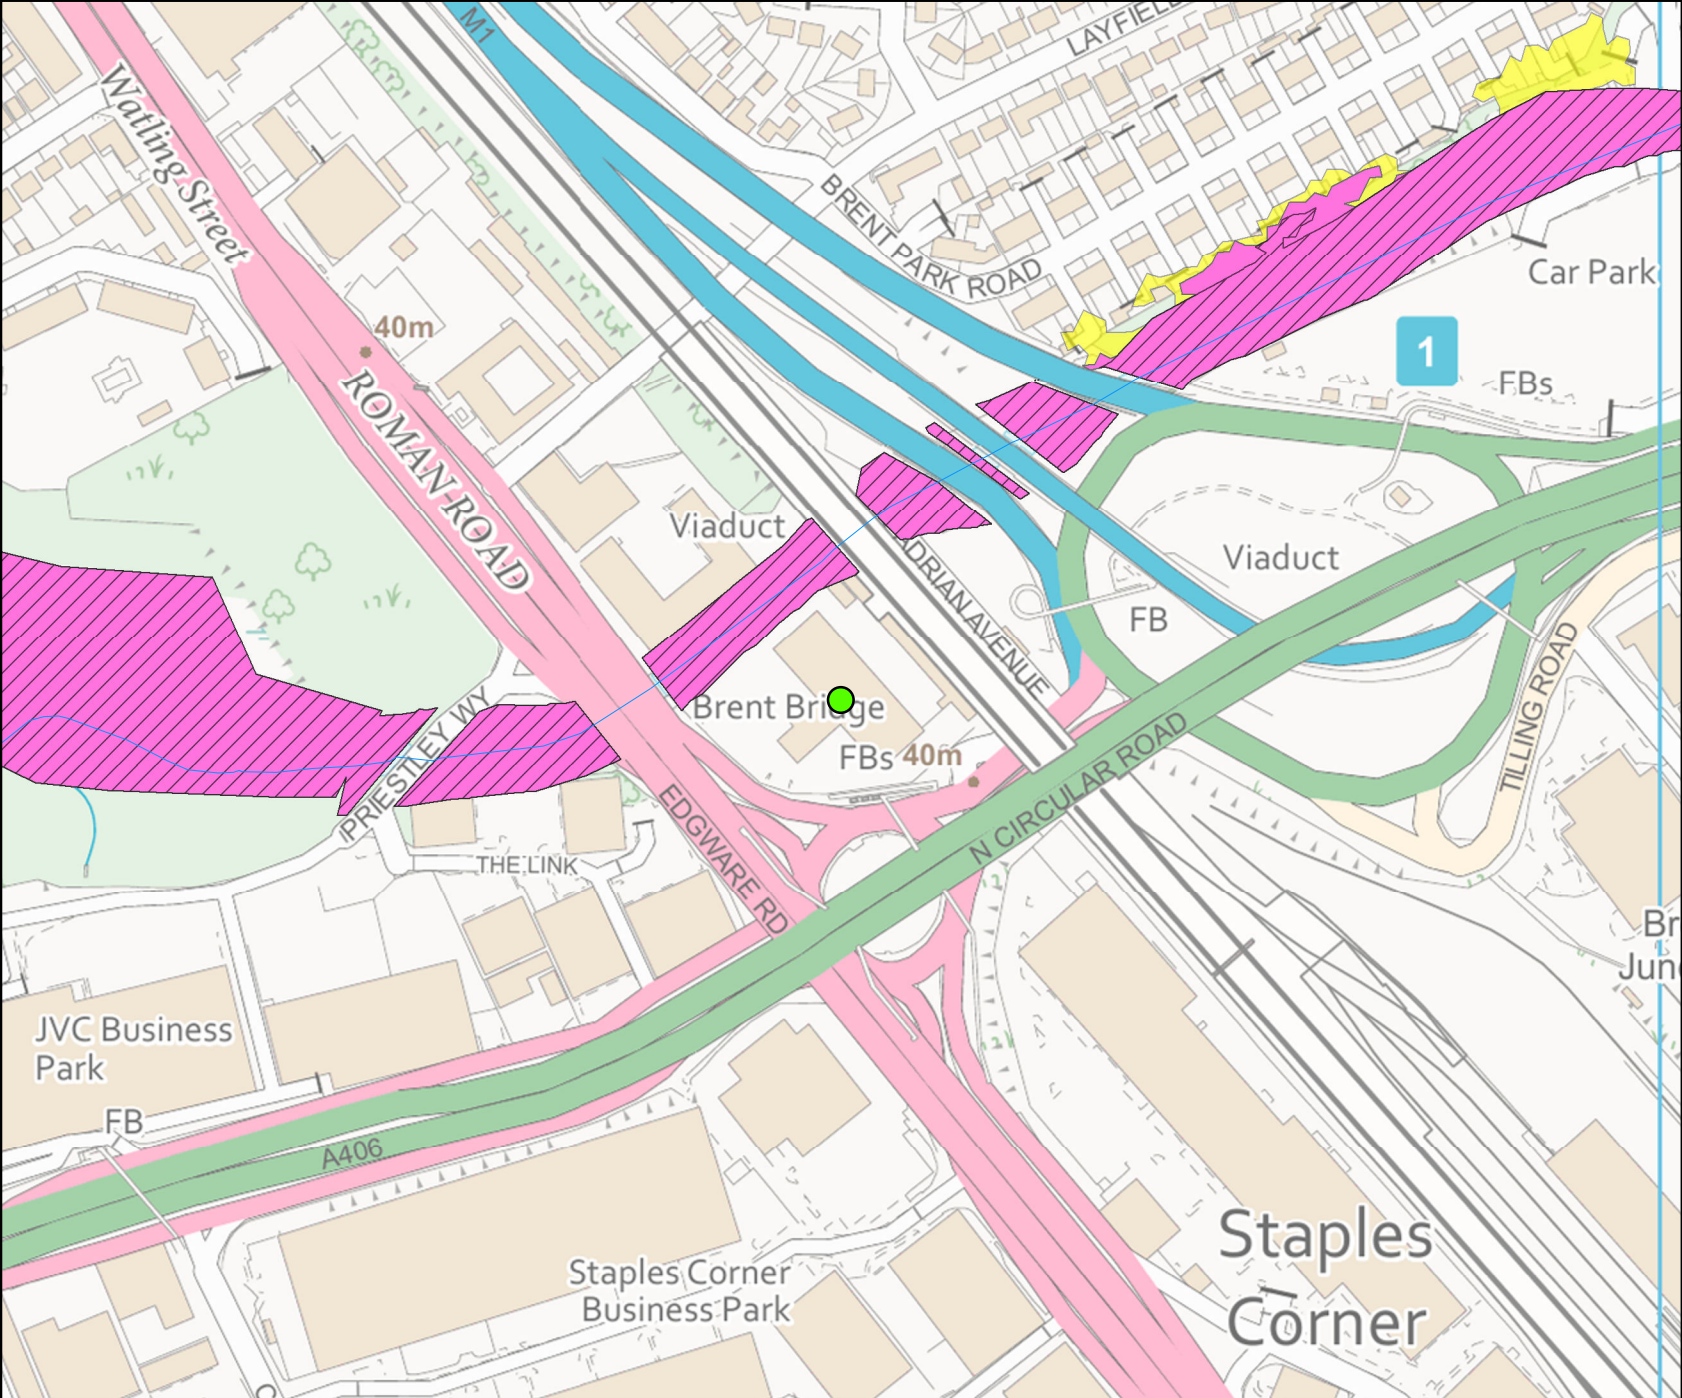 M1
LAYFIELD
Watling Street
BRENT PARK ROAD
Car Park
40m
1
FBs
ROMAN ROAD
Viaduct
ADRIAN AVENUE
Viaduct
FB
Brent Bridge
FBs 40m
PRIESTLEY WY
TILLING ROAD
N CIRCULAR ROAD
EDGWARE RD
THE LINK
Br
Junc
JVC Business
Park
FB
A406
Staples
Corner
Staples Corner
Business Park